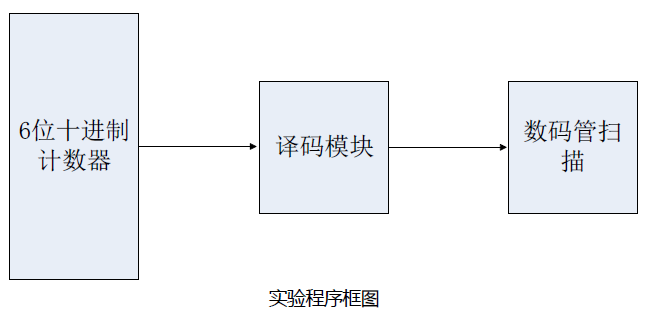 6位十进制
计数器
译码模块
数码管扫
描
实验程序框图